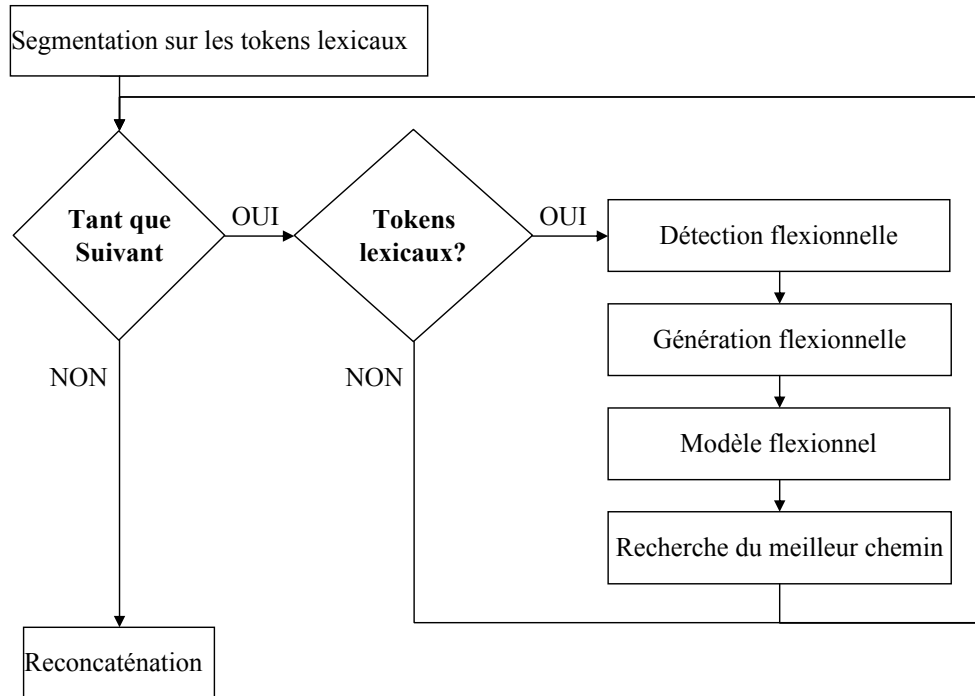 Segmentation sur les tokens lexicaux
Tant que
Suivant
OUI
Tokens
lexicaux?
OUI
Détection flexionnelle
Génération flexionnelle
NON
NON
Modèle flexionnel
Recherche du meilleur chemin
Reconcaténation